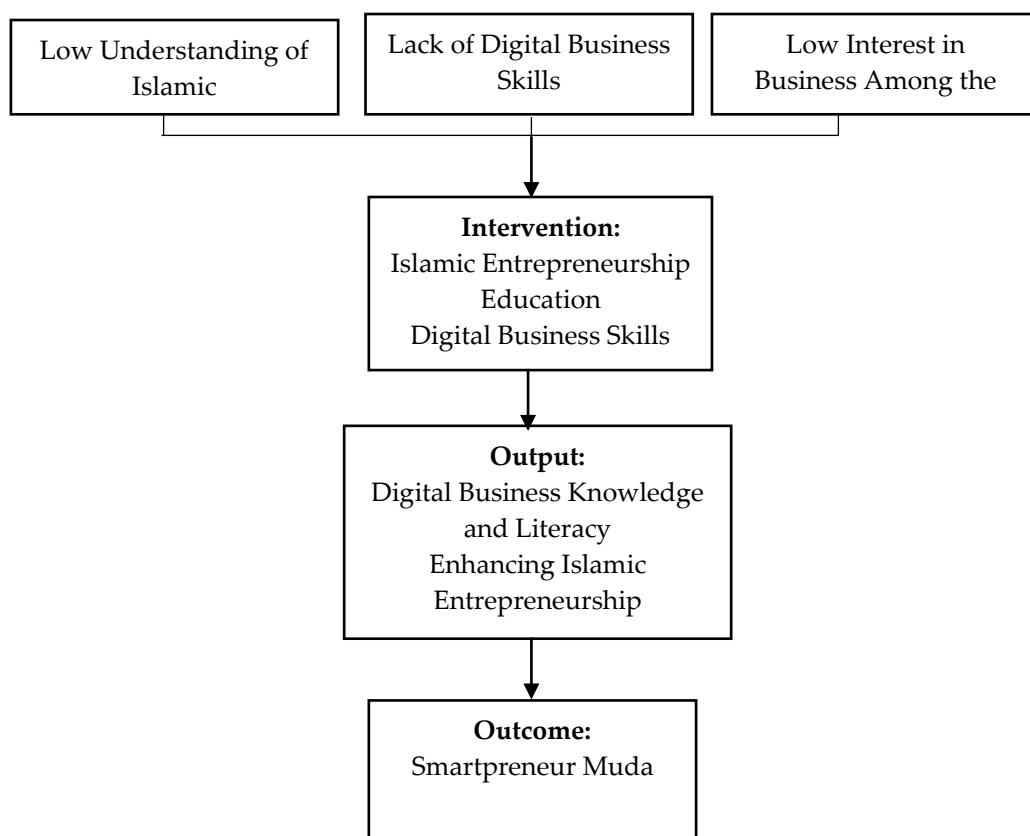 Low Understanding of
Islamic
Lack of Digital Business
Skills
Low Interest in
Business Among the
Intervention:
Islamic Entrepreneurship
Education
Digital Business Skills
Output:
Digital Business Knowledge
and Literacy
Enhancing Islamic
Entrepreneurship
Outcome:
Smartpreneur Muda